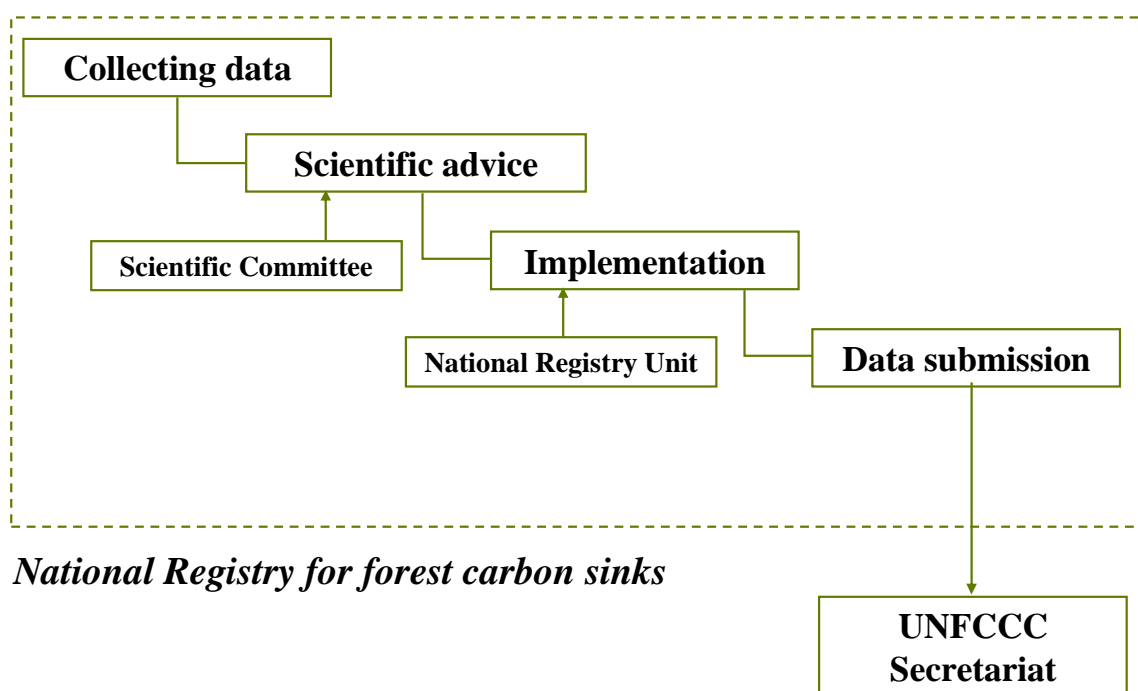 Collecting data
Scientific advice
Scientific Committee
Implementation
National Registry Unit
Data submission
National Registry for forest carbon sinks
UNFCCC
Secretariat